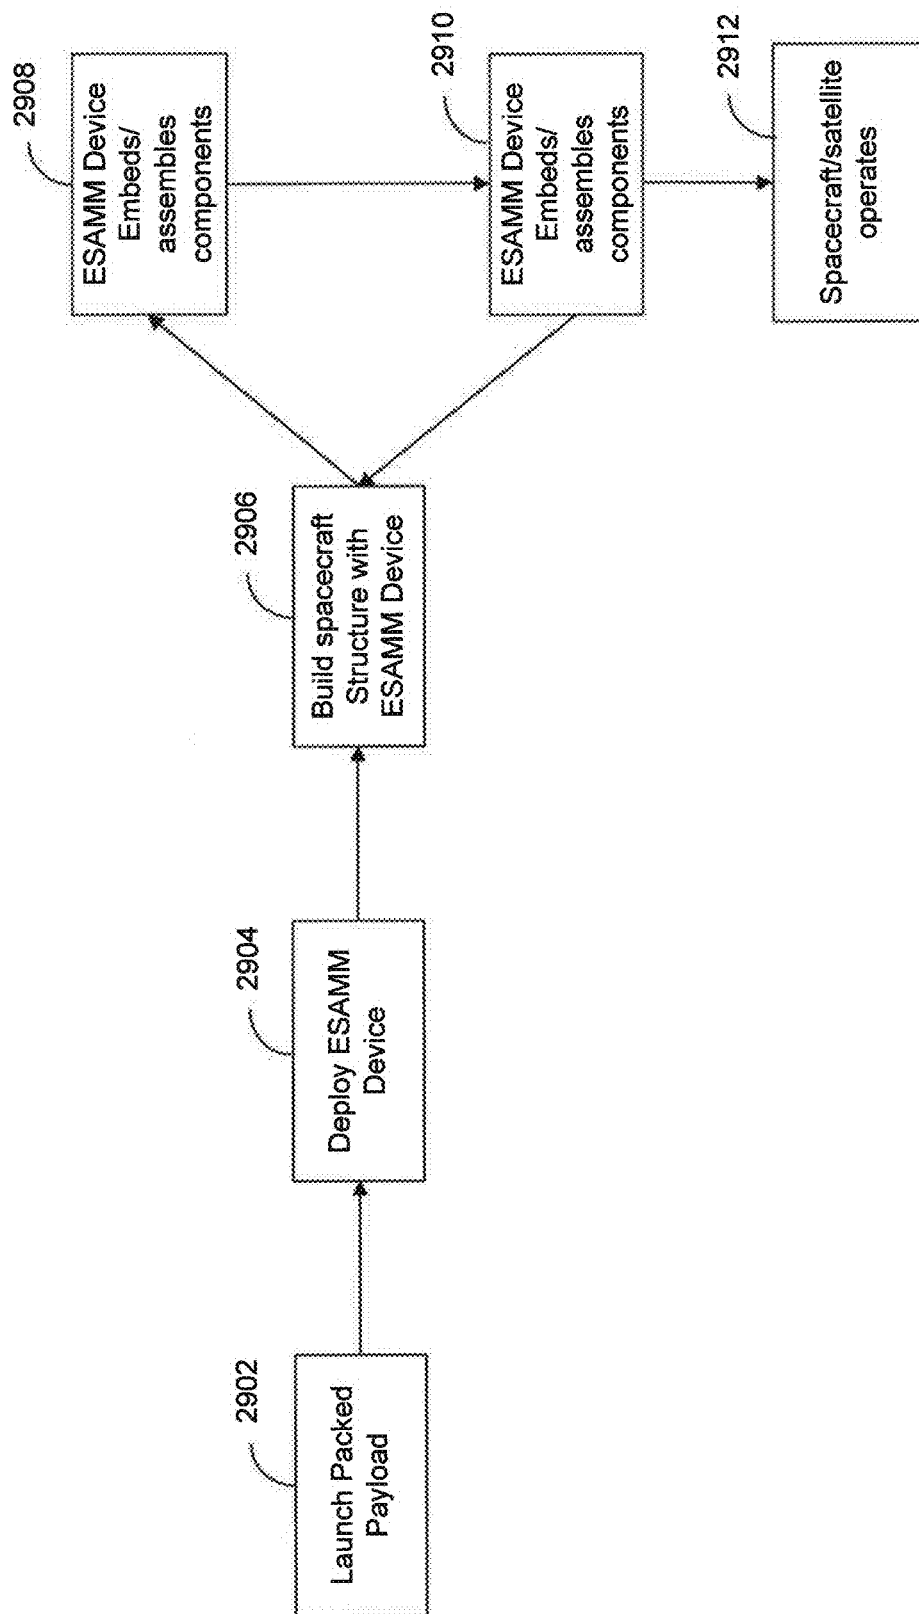 2902
Launch Packed
Payload
2904
Deploy ESAMM
Device
2906
Build spacecraft
Structure with
ESAMM Device
2908
ESAMM Device
Embeds/
assembles
components
2910
ESAMM Device
Embeds/
assembles
components
2912
Spacecraft/satellite
operates